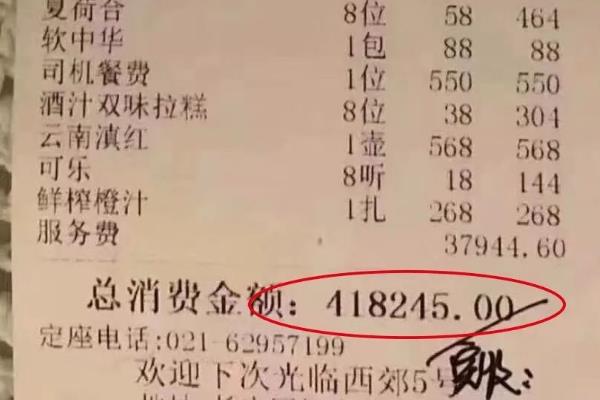 夏荷合 8位 58 464
软中华 1包 88 88
司机餐费 1位 550 550
酒汁双味拉糕 8位 38 304
云南滇红 1壶 568 568
可乐 8听 18 144
鲜榨橙汁 1扎 268 268
服务费 37944.60
总消费金额: 418245.00
定座电话:021-62957199
欢迎下次光临西郊5号